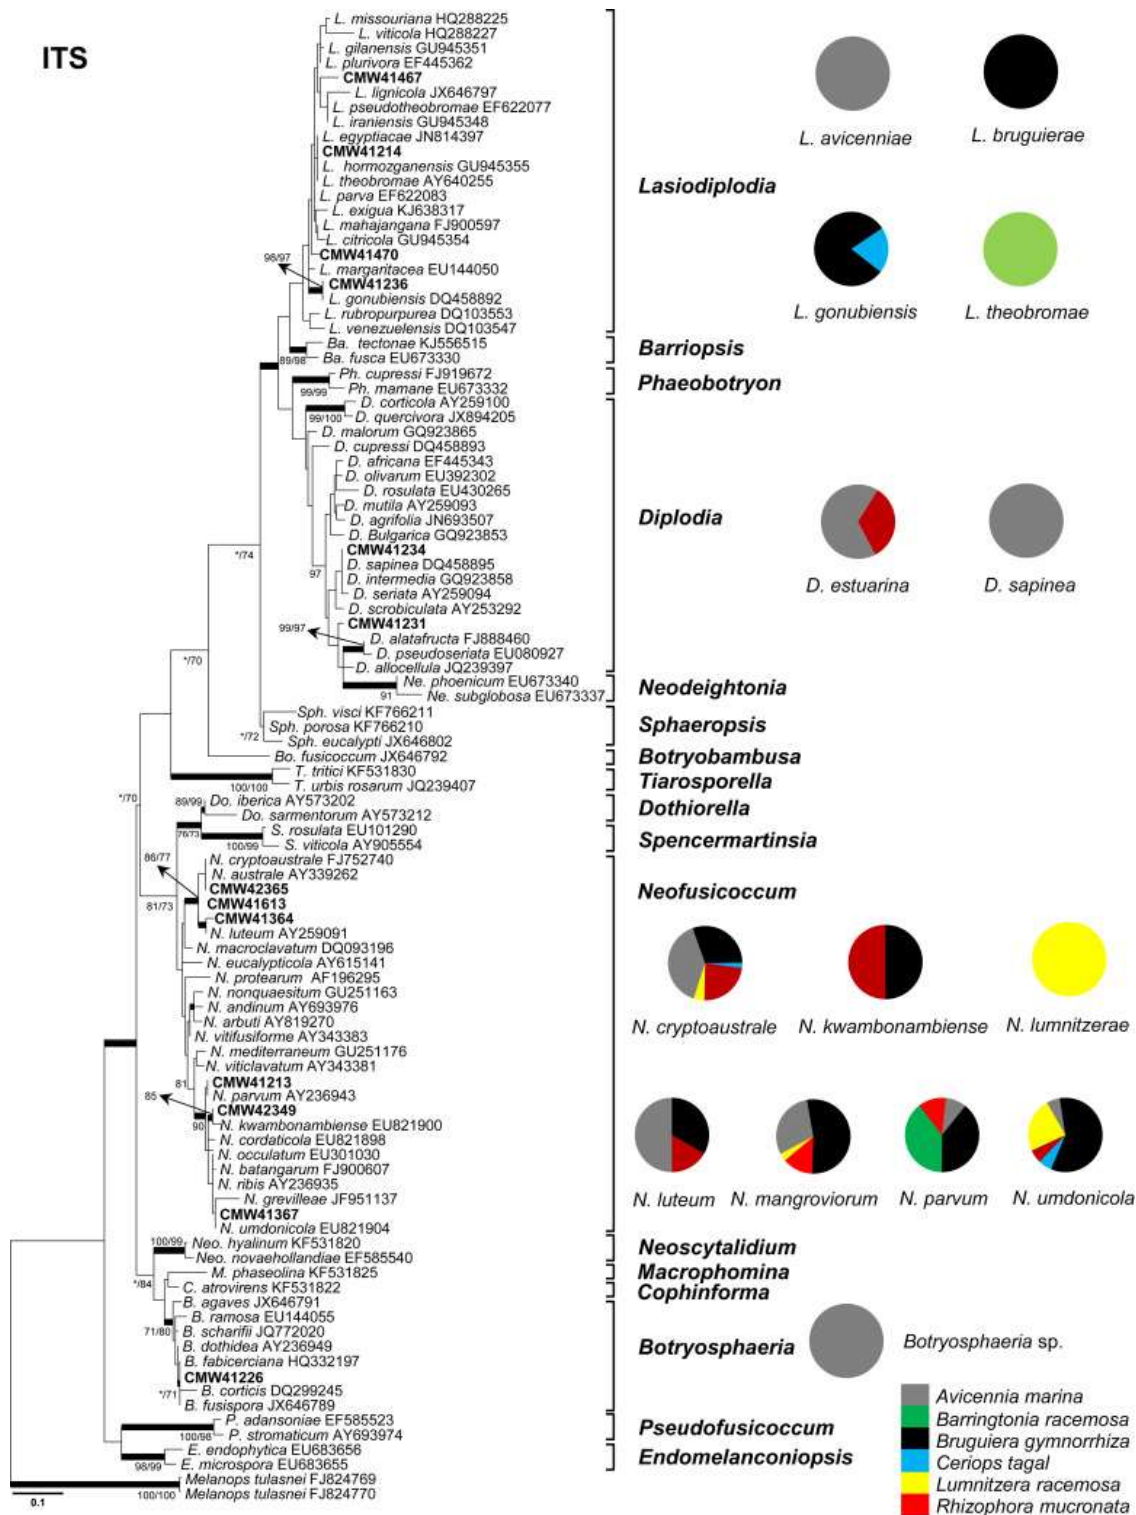 ITS
L. missouriana HQ288225
L. viticola HQ288227
L. gilanensis GU945351
L. plurivora EF445362
CMW41467
L. lignicola JX646797
L. pseudotheobromae EF622077
L. iraniensis GU945348
L. egyptiacae JN814397
CMW41214
L. hormozganensis GU945355
L. theobromae AY640255
L. parva EF622083
L. exigua KJ638317
L. mahajangana FJ900597
L. citricola GU945354
CMW41470
L. margaritacea EU144050
98/97
CMW41236
L. gonubiensis DQ458892
L. rubropurpurea DQ103553
L. venezuelensis DQ103547
Ba. tectonae KJ556515
Ba. fusca EU673330
89/98
Ph. cupressi FJ919672
Ph. mamane EU673332
99/99
D. corticola AY259100
D. quercivora JX894205
99/100
D. malorum GQ923865
D. cupressi DQ458893
D. africana EF445343
D. olivarum EU392302
D. rosulata EU430265
D. mutila AY259093
D. agrifolia JN693507
D. Bulgarica GQ923853
CMW41234
*/74
D. sapinea DQ458895
97
D. intermedia GQ923858
D. seriata AY259094
D. scrobiculata AY253292
CMW41231
99/97
D. alatafructa FJ888460
D. pseudoseriata EU080927
*/70
D. allocellula JQ239397
Ne. phoenicum EU673340
91
Ne. subglobosa EU673337
Sph. visci KF766211
Sph. porosa KF766210
*/72
Sph. eucalypti JX646802
Bo. fusicoccum JX646792
T. tritici KF531830
100/100
T. urbis rosarum JQ239407
*/70
89/99
Do. iberica AY573202
Do. sarmentorum AY573212
76/73
S. rosulata EU101290
100/99
S. viticola AY905554
86/77
N. cryptoaustrale FJ752740
N. australe AY339262
CMW42365
81/73
CMW41613
CMW41364
N. luteum AY259091
N. macroclavatum DQ093196
N. eucalypticola AY615141
N. protearum AF196295
N. nonquaesitum GU251163
N. andinum AY693976
N. arbuti AY819270
N. vitifusiforme AY343383
N. mediterraneum GU251176
N. viticlavatum AY343381
81
CMW41213
85
N. parvum AY236943
CMW42349
90
N. kwambonambiense EU821900
N. cordaticola EU821898
N. occulatum EU301030
N. batangarum FJ900607
N. ribis AY236935
N. grevilleae JF951137
CMW41367
N. umdonicola EU821904
100/99
Neo. hyalinum KF531820
Neo. novaehollandiae EF585540
M. phaseolina KF531825
*/84
C. atrovirens KF531822
B. agaves JX646791
B. ramosa EU144055
71/80
B. scharifii JQ772020
B. dothidea AY236949
B. fabicerciana HQ332197
CMW41226
*/71
B. corticis DQ299245
B. fusispora JX646789
P. adansoniae EF585523
100/98
P. stromaticum AY693974
E. endophytica EU683656
98/99
E. microspora EU683655
Melanops tulasnei FJ824769
100/100
Melanops tulasnei FJ824770
0.1
Lasiodiplodia
Barriopsis
Phaeobotryon
Diplodia
Neodeightonia
Sphaeropsis
Botryobambusa
Tiarosporella
Dothiorella
Spencermartinsia
Neofusicoccum
Neoscytalidium
Macrophomina
Cophinforma
Botryosphaeria
Pseudofusicoccum
Endomelanconiopsis
L. avicenniae
L. bruguierae
L. gonubiensis
L. theobromae
D. estuarina
D. sapinea
N. cryptoaustrale
N. kwambonambiense
N. lumnitzerae
N. luteum
N. mangroviorum
N. parvum
N. umdonicola
Botryosphaeria sp.
Avicennia marina
Barringtonia racemosa
Bruguiera gymnorrhiza
Ceriops tagal
Lumnitzera racemosa
Rhizophora mucronata